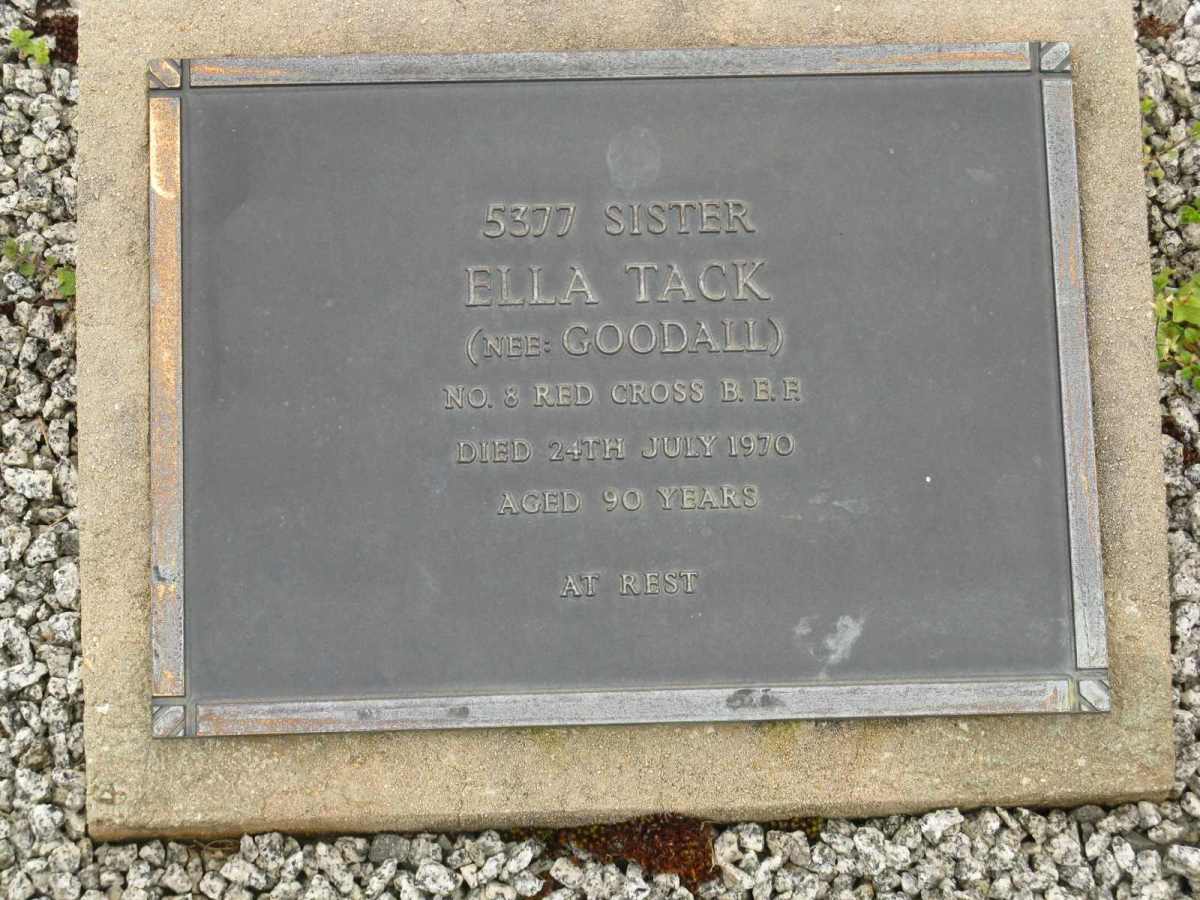 5377 SISTER
ELLA TACK
(NEE: GOODALL)
NO. 8 RED CROSS B.E.F.
DIED 24TH JULY 1970
AGED 90 YEARS
AT REST